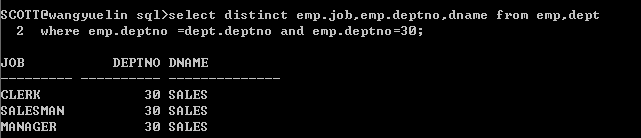 SCOTT@wangyuelin sql>select distinct emp.job,emp.deptno,dname from emp,dept
  2  where emp.deptno =dept.deptno and emp.deptno=30;
JOB           DEPTNO DNAME
--------- ---------- --------------
CLERK             30 SALES
SALESMAN          30 SALES
MANAGER           30 SALES